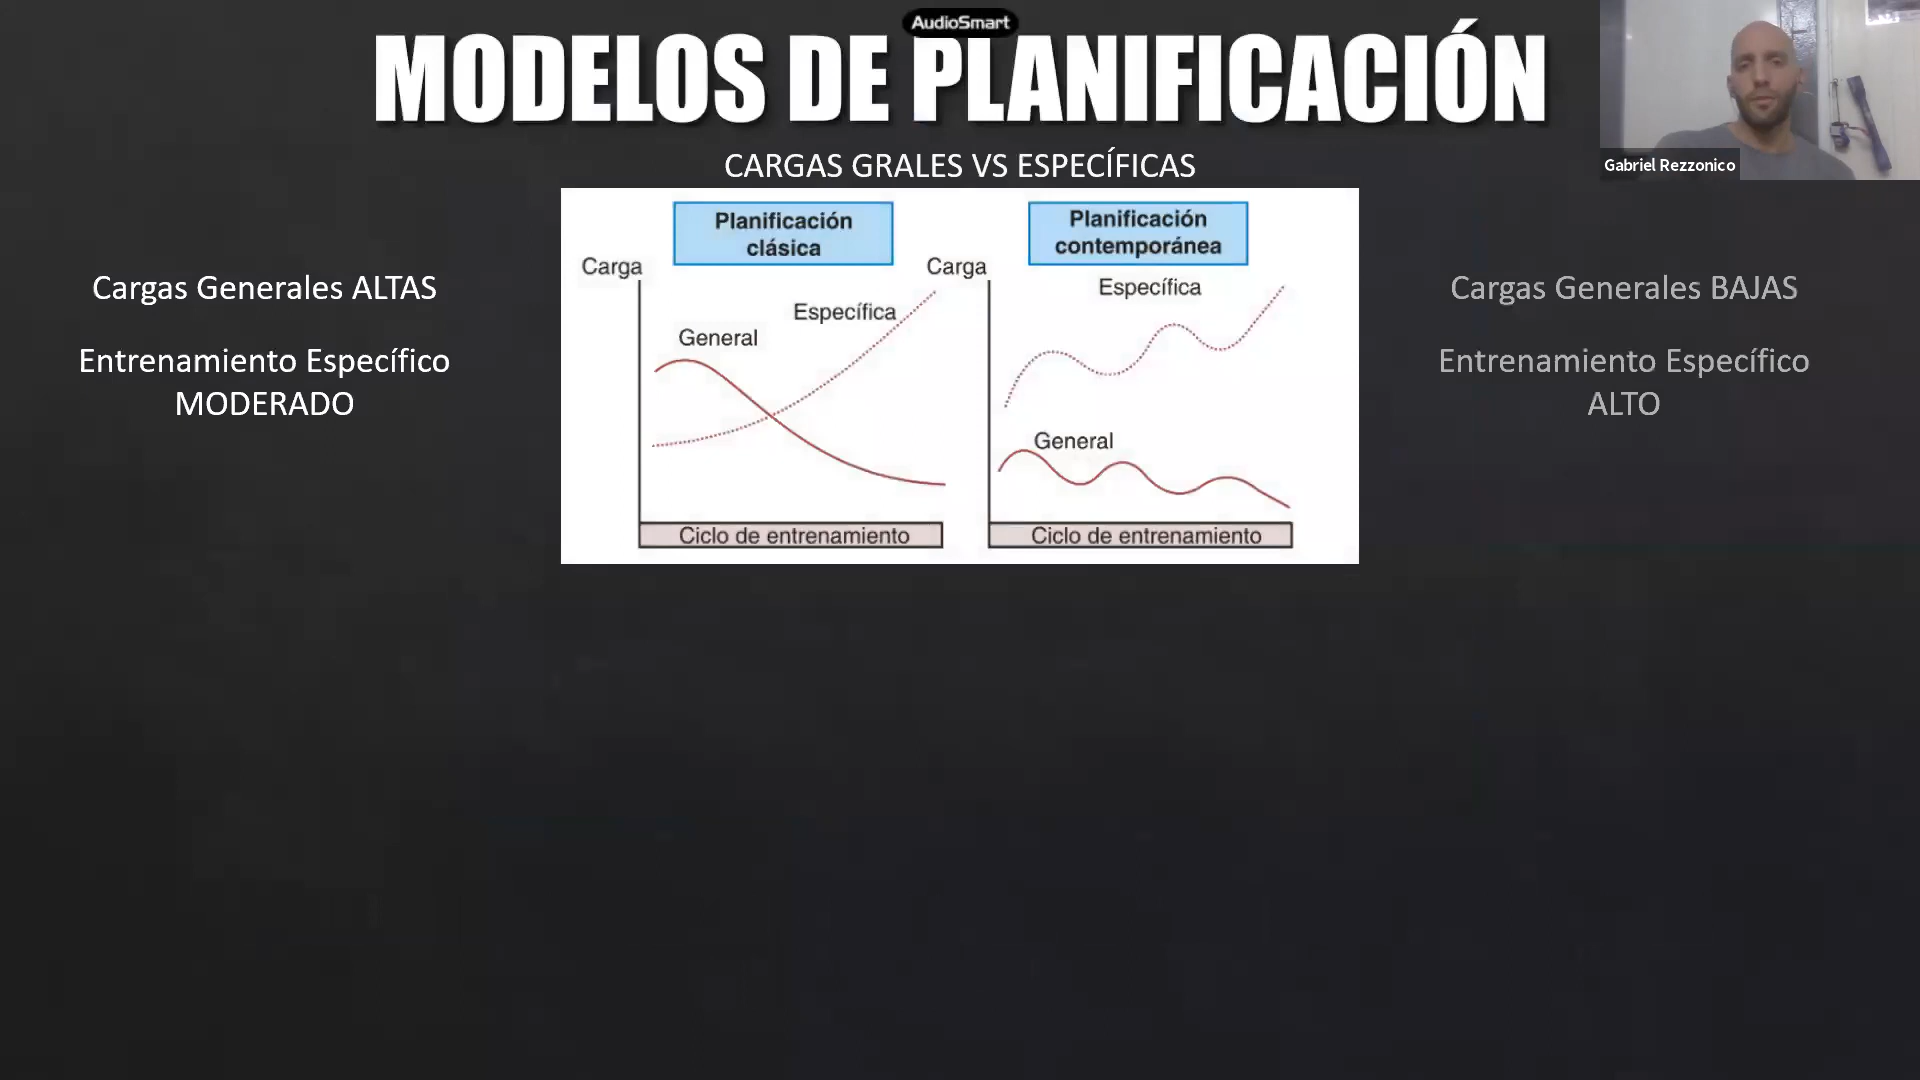 AudioSmart
MODELOS DE PLANIFICACIÓN
Gabriel Rezzonico
CARGAS GRALES VS ESPECÍFICAS
Cargas Generales ALTAS
Entrenamiento Específico
MODERADO
Planificación
clásica
Carga
General
Específica
Ciclo de entrenamiento
Planificación
contemporánea
Carga
Específica
General
Ciclo de entrenamiento
Cargas Generales BAJAS
Entrenamiento Específico
ALTO